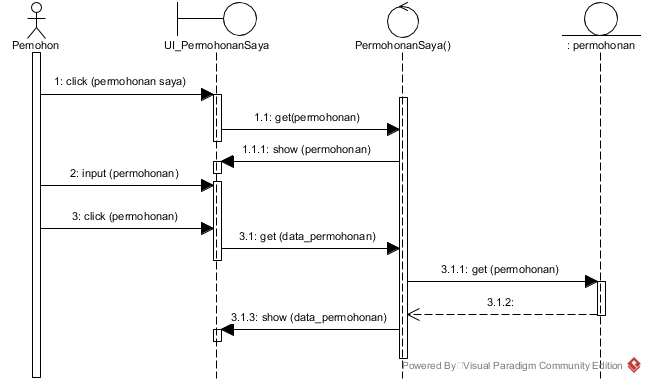 Pemohon
UI_PermohonanSaya
PermohonanSaya()
: permohonan
1: click (permohonan saya)
1.1: get(permohonan)
1.1.1: show (permohonan)
2: input (permohonan)
3: click (permohonan)
3.1: get (data_permohonan)
3.1.1: get (permohonan)
3.1.2:
3.1.3: show (data_permohonan)
Powered By Visual Paradigm Community Edition